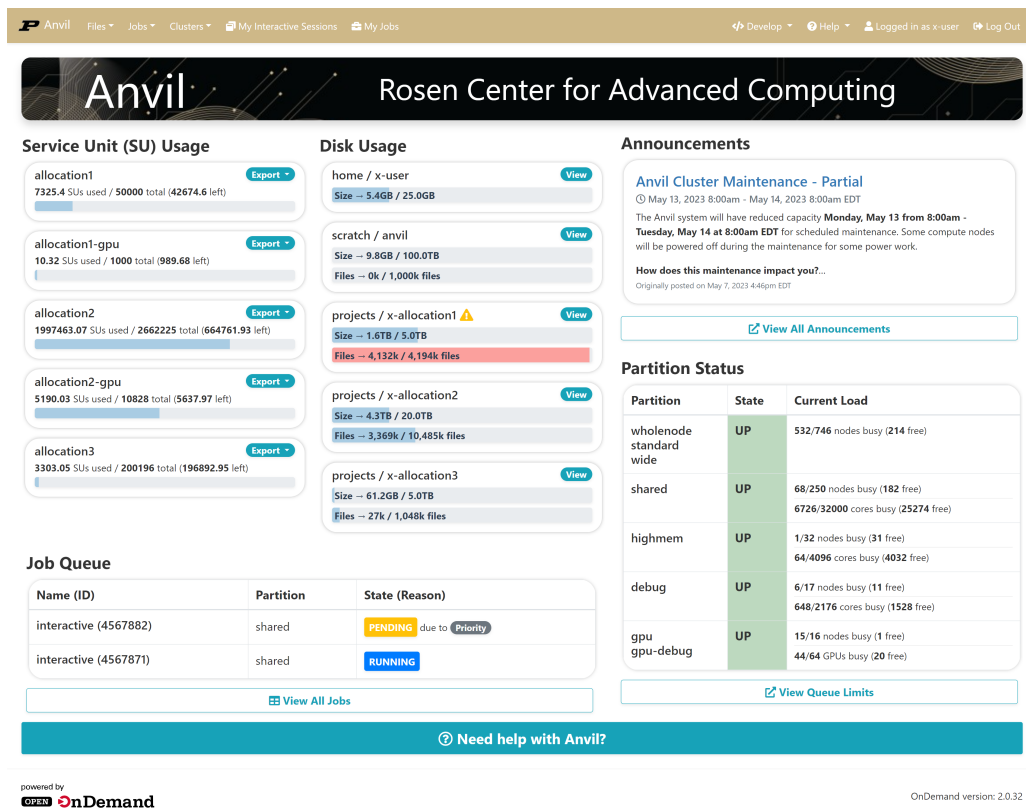 Anvil Files Jobs Clusters My Interactive Sessions My Jobs Develop Help Logged in as x-user Log Out
Anvil Rosen Center for Advanced Computing
Service Unit (SU) Usage
allocation1 Export
7325.4 SUs used / 50000 total (42674.6 left)
allocation1-gpu Export
10.32 SUs used / 1000 total (989.68 left)
allocation2 Export
1997463.07 SUs used / 2662225 total (664761.93 left)
allocation2-gpu Export
5190.03 SUs used / 10828 total (5637.97 left)
allocation3 Export
3303.05 SUs used / 200196 total (196892.95 left)
Disk Usage
home / x-user View
Size → 5.4GB / 25.0GB
scratch / anvil View
Size → 9.8GB / 100.0TB
Files → 0k / 1,000k files
projects / x-allocation1 View
Size → 1.6TB / 5.0TB
Files → 4,132k / 4,194k files
projects / x-allocation2 View
Size → 4.3TB / 20.0TB
Files → 3,369k / 10,485k files
projects / x-allocation3 View
Size → 61.2GB / 5.0TB
Files → 27k / 1,048k files
Job Queue
Name (ID) Partition State (Reason)
interactive (4567882) shared PENDING due to Priority
interactive (4567871) shared RUNNING
View All Jobs
Announcements
Anvil Cluster Maintenance - Partial
May 13, 2023 8:00am - May 14, 2023 8:00am EDT
The Anvil system will have reduced capacity Monday, May 13 from 8:00am -
Tuesday, May 14 at 8:00am EDT for scheduled maintenance. Some compute nodes
will be powered off during the maintenance for some power work.
How does this maintenance impact you?...
Originally posted on May 7, 2023 4:46pm EDT
View All Announcements
Partition Status
Partition State Current Load
wholenode UP 532/746 nodes busy (214 free)
standard
wide
shared UP 68/250 nodes busy (182 free)
6726/32000 cores busy (25274 free)
highmem UP 1/32 nodes busy (31 free)
64/4096 cores busy (4032 free)
debug UP 6/17 nodes busy (11 free)
648/2176 cores busy (1528 free)
gpu UP 15/16 nodes busy (1 free)
gpu-debug 44/64 GPUs busy (20 free)
View Queue Limits
Need help with Anvil?
powered by
OPEN OnDemand
OnDemand version: 2.0.32